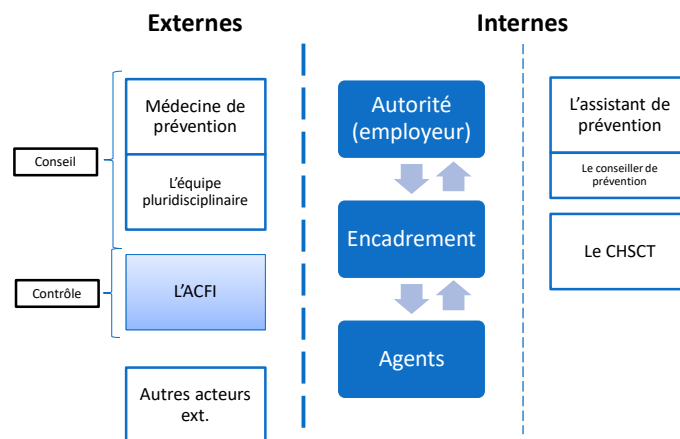 Externes
Internes
Conseil
Médecine de
prévention
L'équipe
pluridisciplinaire
Contrôle
L'ACFI
Autres acteurs
ext.
Autorité
(employeur)
Encadrement
Agents
L'assistant de
prévention
Le conseiller de
prévention
Le CHSCT